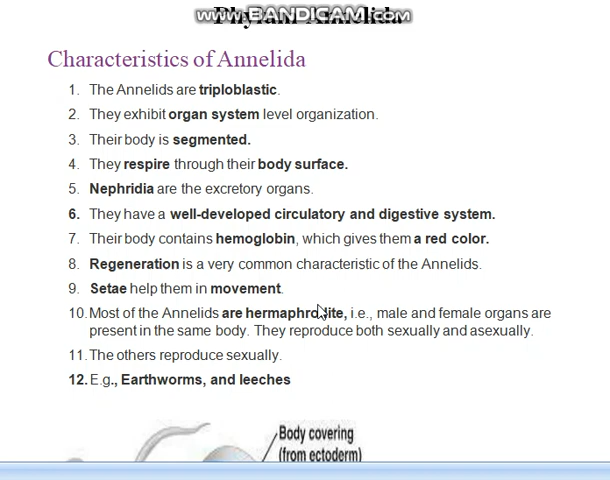 www.BANDICAM.com
Phylum Annelida
Characteristics of Annelida
1. The Annelids are triploblastic.
2. They exhibit organ system level organization.
3. Their body is segmented.
4. They respire through their body surface.
5. Nephridia are the excretory organs.
6. They have a well-developed circulatory and digestive system.
7. Their body contains hemoglobin, which gives them a red color.
8. Regeneration is a very common characteristic of the Annelids.
9. Setae help them in movement.
10. Most of the Annelids are hermaphrodite, i.e., male and female organs are
present in the same body. They reproduce both sexually and asexually.
11. The others reproduce sexually.
12. E.g., Earthworms, and leeches
Body covering
(from ectoderm)